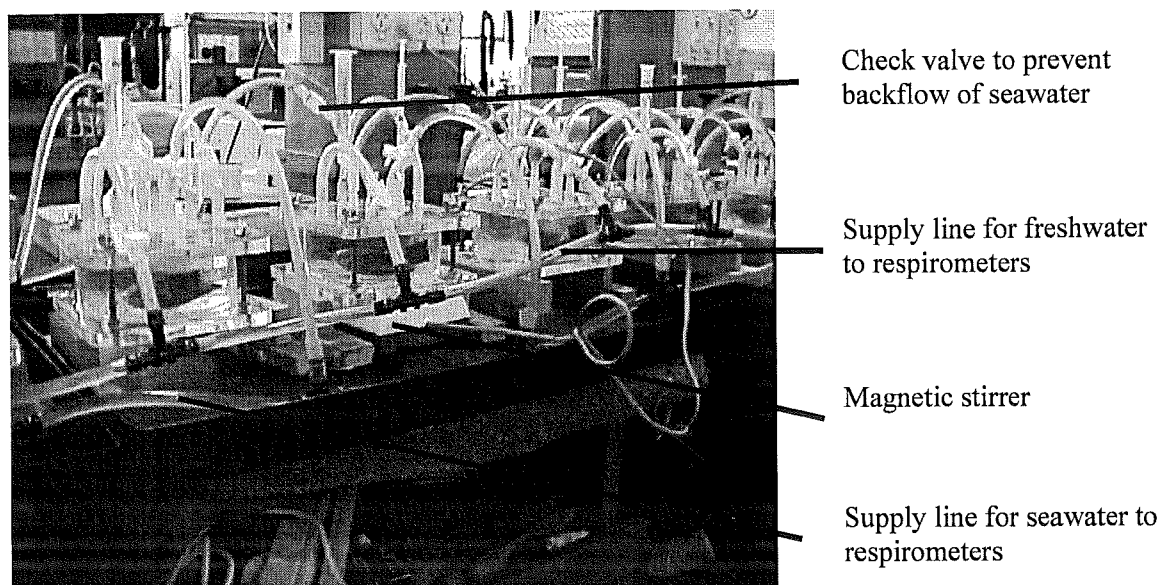 Check valve to prevent
backflow of seawater
Supply line for freshwater
to respirometers
Magnetic stirrer
Supply line for seawater to
respirometers